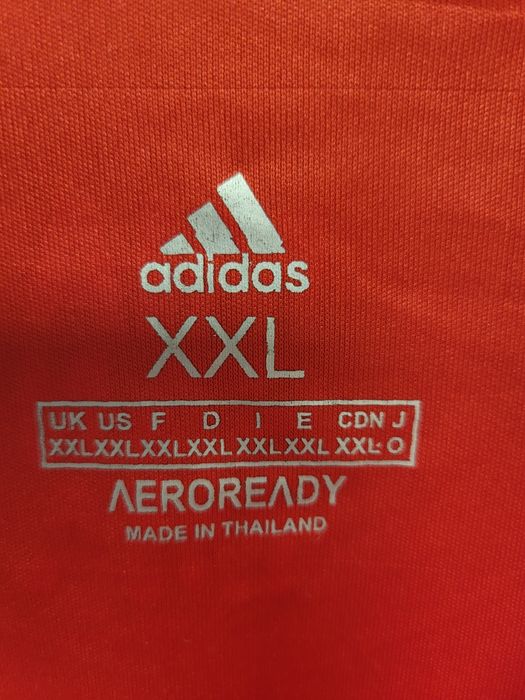 adidas
XXL
UK US F D I E CDN J
XXL XXL XXL XXL XXL XXL XXL O
AEROREADY
MADE IN THAILAND